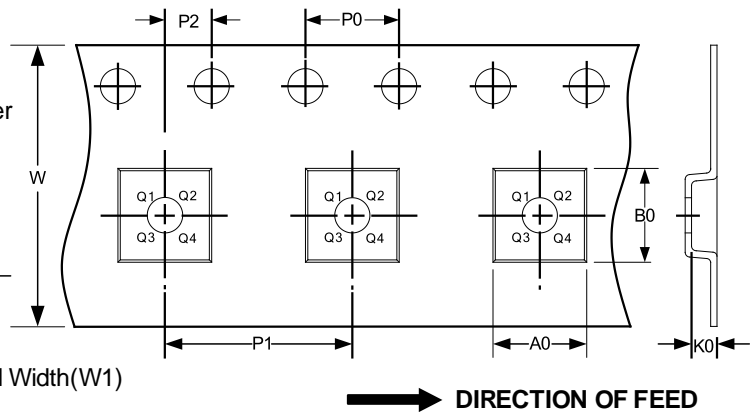 P2
P0
er
W
Q1 Q2
Q3 Q4
Q1 Q2
Q3 Q4
Q1 Q2
Q3 Q4
B0
P1
A0
K0
l Width(W1)
DIRECTION OF FEED